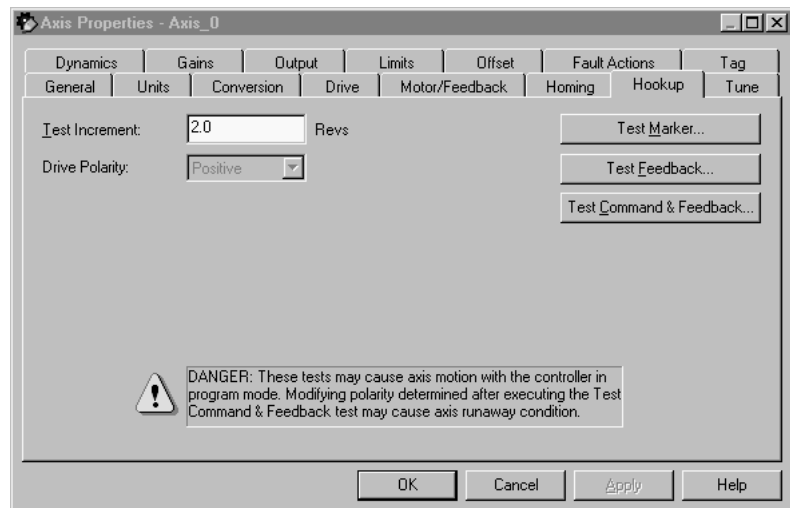 Axis Properties - Axis_0
Dynamics Gains Output Limits Offset Fault Actions Tag
General Units Conversion Drive Motor/Feedback Homing Hookup Tune
Test Increment: 2.0 Revs Test Marker...
Drive Polarity: Positive Test Feedback...
Test Command & Feedback...
DANGER: These tests may cause axis motion with the controller in
program mode. Modifying polarity determined after executing the Test
Command & Feedback test may cause axis runaway condition.
OK Cancel Apply Help